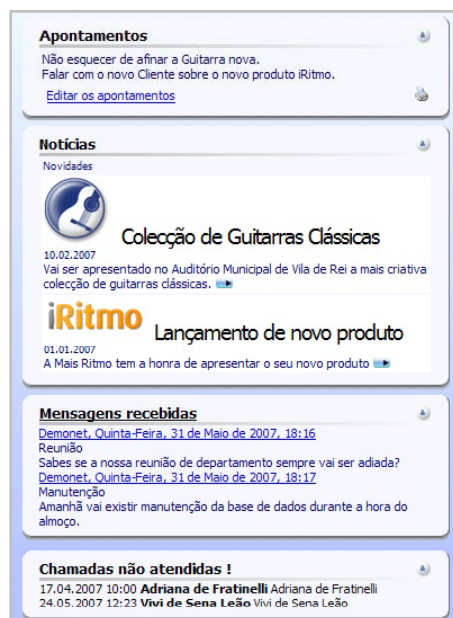 Apontamentos
Não esquecer de afinar a Guitarra nova.
Falar com o novo Cliente sobre o novo produto iRitmo.
Editar os apontamentos
Notícias
Novidades
Colecção de Guitarras Clássicas
10.02.2007
Vai ser apresentado no Auditório Municipal de Vila de Rei a mais criativa
colecção de guitarras clássicas.
iRitmo
Lançamento de novo produto
01.01.2007
A Mais Ritmo tem a honra de apresentar o seu novo produto
Mensagens recebidas
Demonet, Quinta-Feira, 31 de Maio de 2007, 18:16
Reunião
Sabes se a nossa reunião de departamento sempre vai ser adiada?
Demonet, Quinta-Feira, 31 de Maio de 2007, 18:17
Manutenção
Amanhã vai existir manutenção da base de dados durante a hora do
almoço.
Chamadas não atendidas !
17.04.2007 10:00 Adriana de Fratinelli Adriana de Fratinelli
24.05.2007 12:23 Vivi de Sena Leão Vivi de Sena Leão